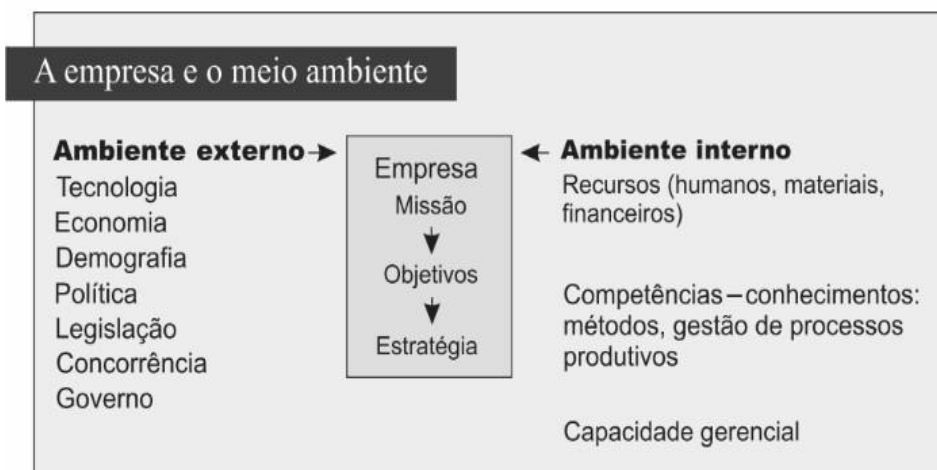 A empresa e o meio ambiente
Ambiente externo
Tecnologia
Economia
Demografia
Política
Legislação
Concorrência
Governo
Empresa
Missão
Objetivos
Estratégia
Ambiente interno
Recursos (humanos, materiais,
financeiros)
Competências – conhecimentos:
métodos, gestão de processos
produtivos
Capacidade gerencial